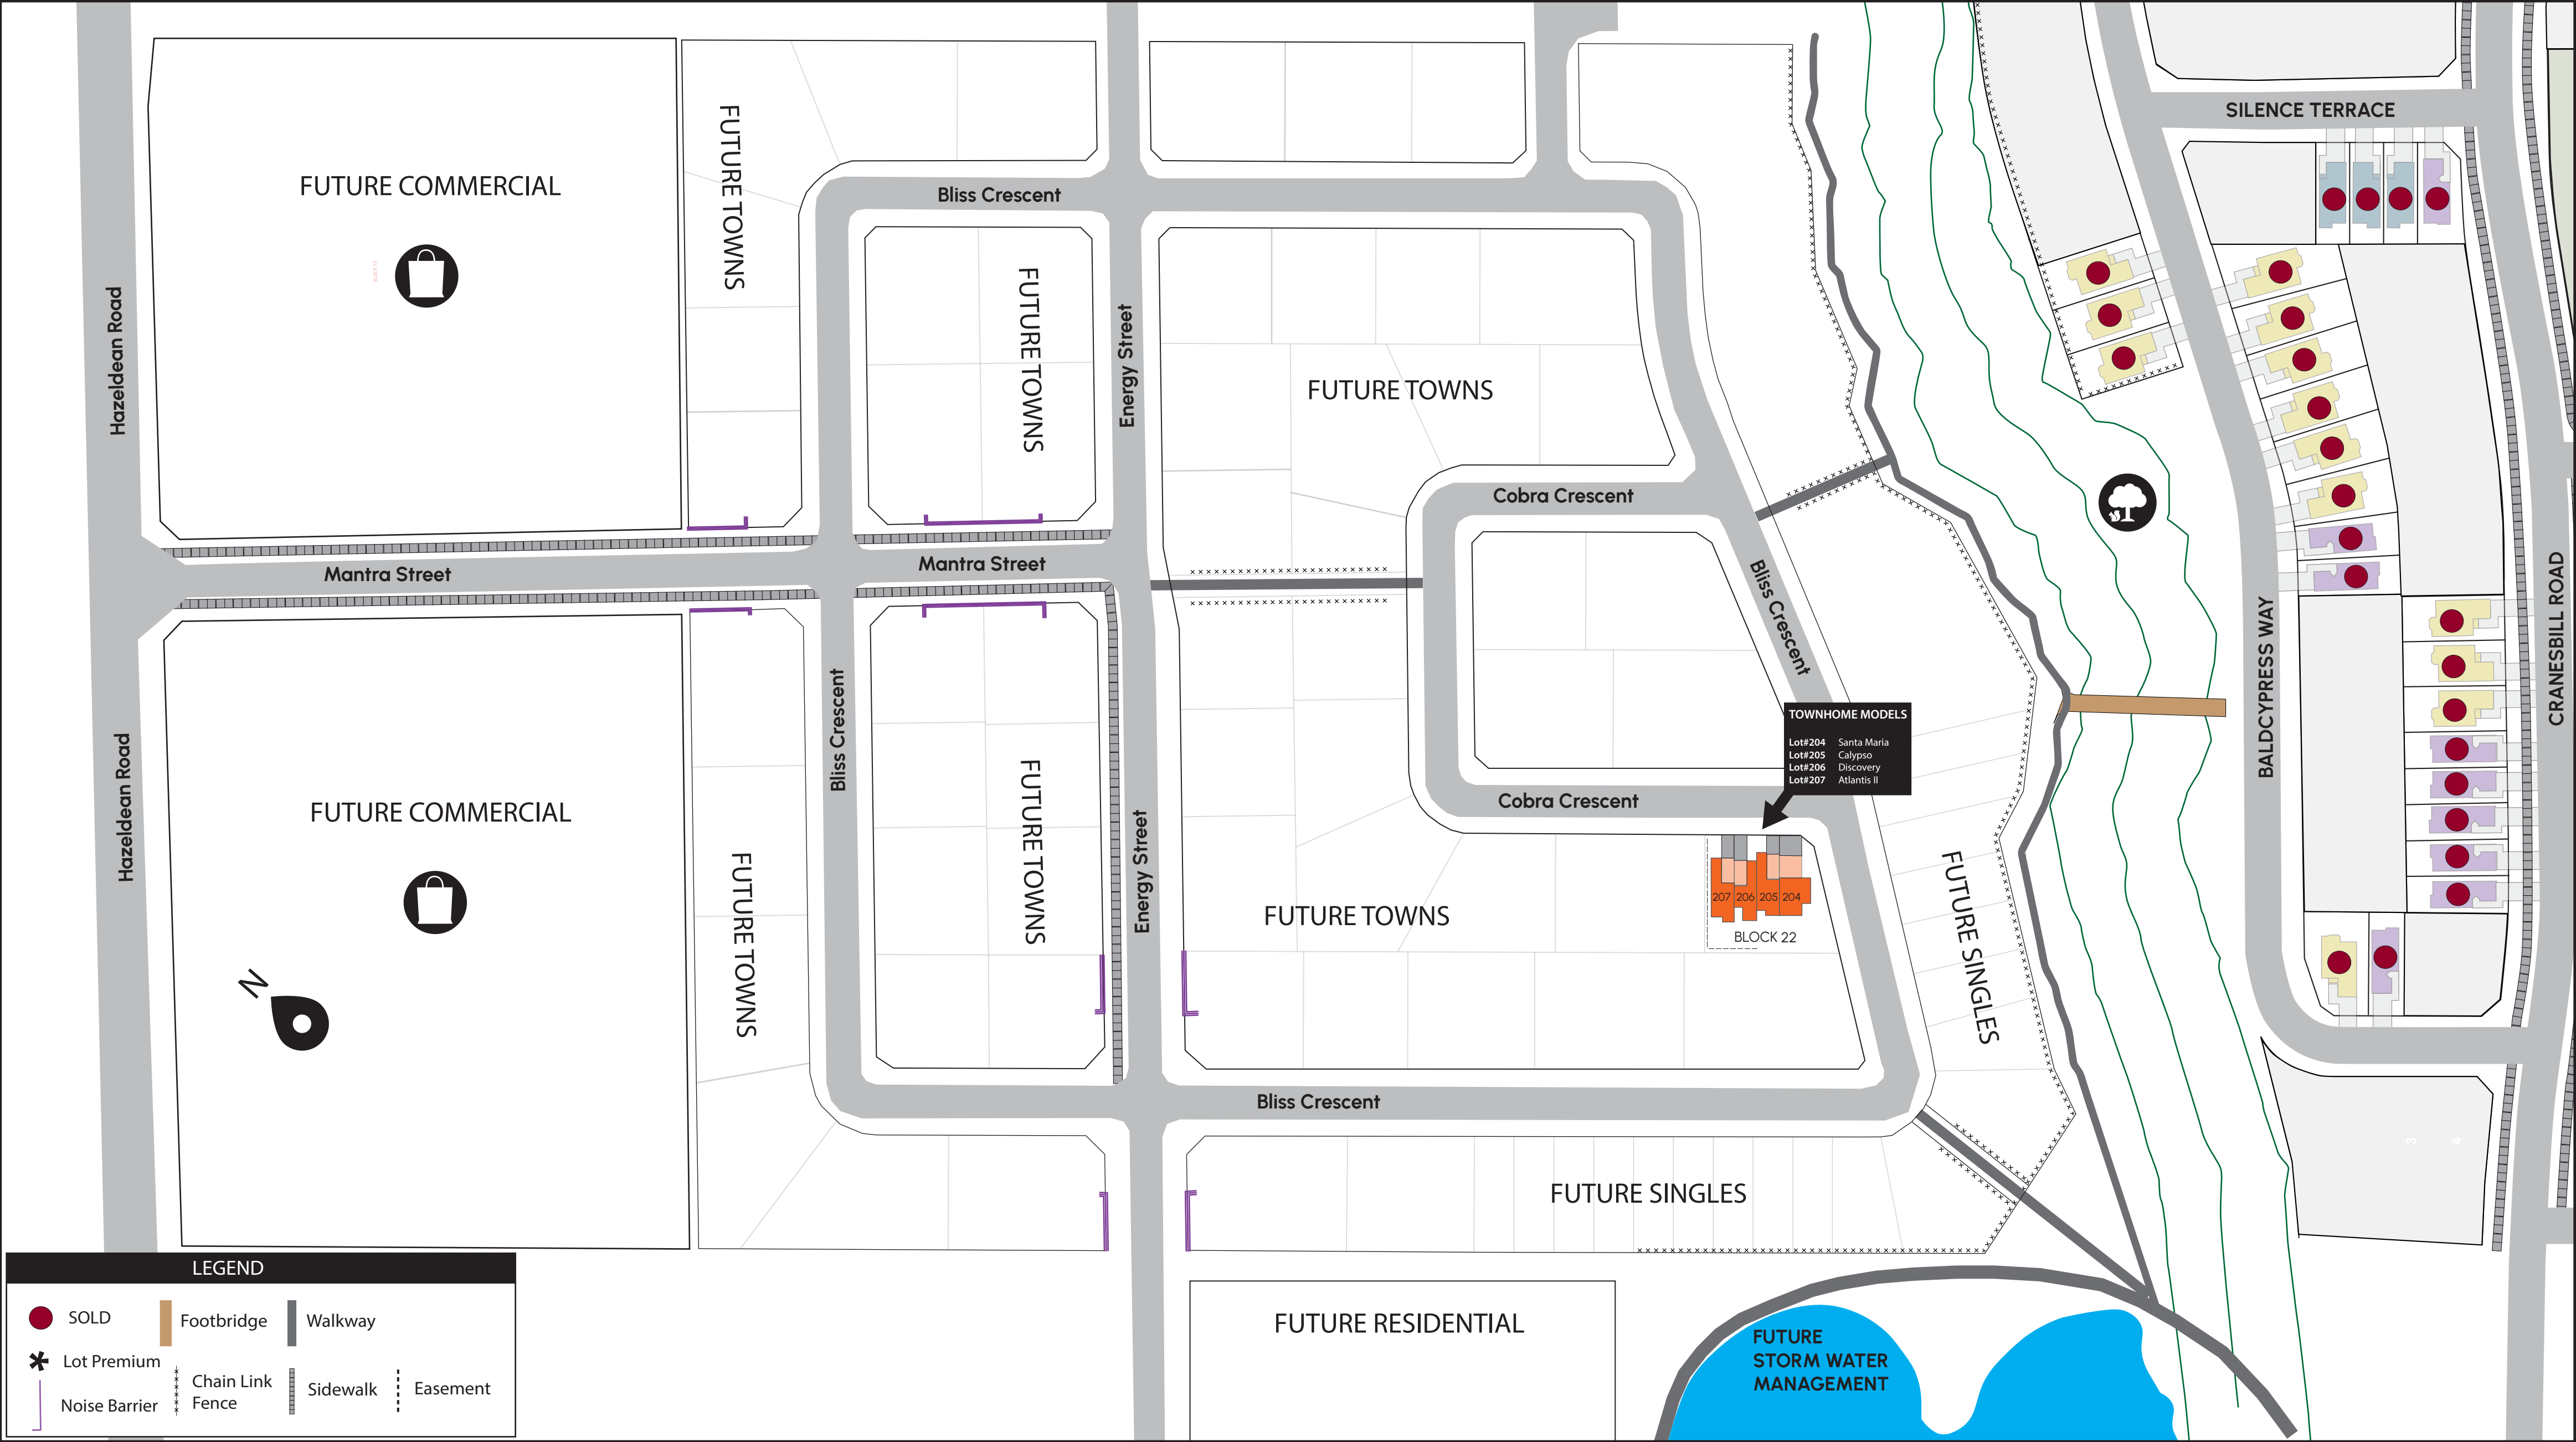 SILENCE TERRACE
FUTURE COMMERCIAL
FUTURE TOWNS
Bliss Crescent
Hazeldean Road
FUTURE TOWNS
Energy Street
FUTURE TOWNS
Cobra Crescent
Mantra Street
Mantra Street
Bliss Crescent
BALDCYPRESS WAY
CRANESBILL ROAD
Hazeldean Road
Bliss Crescent
TOWNHOME MODELS
Lot#204 Santa Maria
Lot#205 Calypso
Lot#206 Discovery
Lot#207 Atlantis II
FUTURE COMMERCIAL
FUTURE TOWNS
FUTURE TOWNS
Energy Street
Cobra Crescent
FUTURE TOWNS
207 206 205 204
BLOCK 22
FUTURE SINGLES
N
Bliss Crescent
3 4
FUTURE SINGLES
FUTURE RESIDENTIAL
FUTURE
STORM WATER
MANAGEMENT
LEGEND
SOLD
Footbridge
Walkway
Lot Premium
Noise Barrier
Chain Link
Fence
Sidewalk
Easement